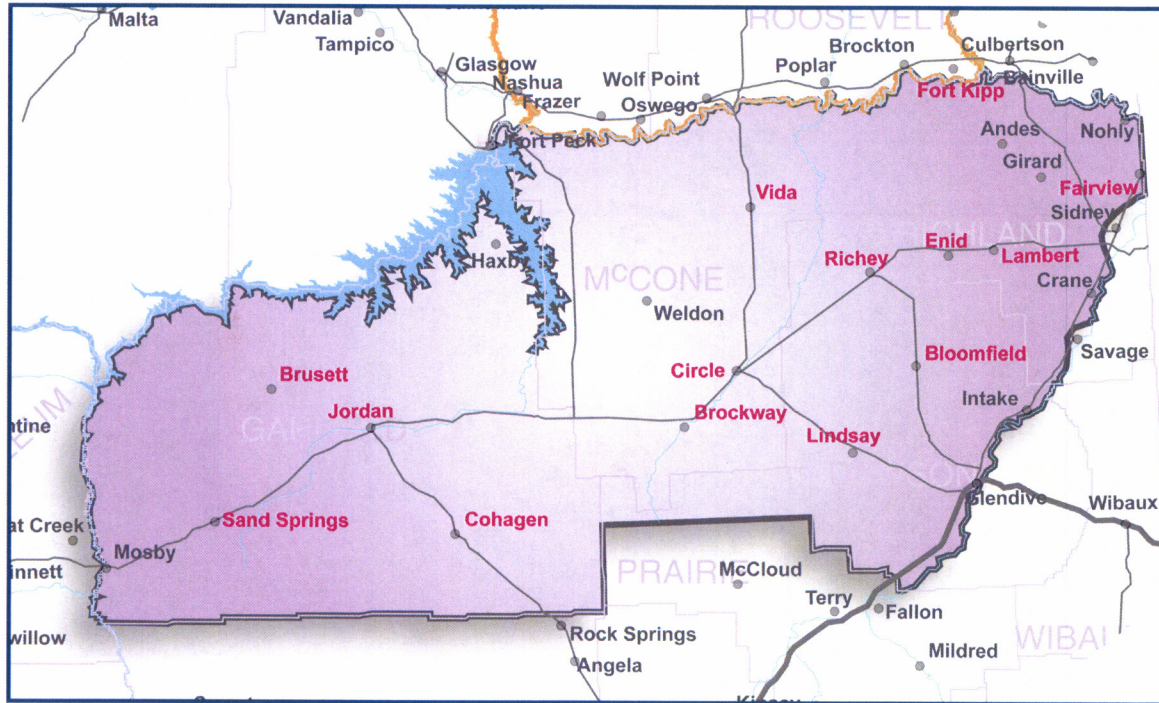 Malta
Vandalia
Tampico
ROOSEVELT
Glasgow
Nashua
Frazer
Wolf Point
Oswego
Poplar
Brockton
Culbertson
Bainville
Fort Kipp
Fort Peck
Andes
Nohly
Girard
Fairview
Vida
Sidney
Haxby
Richey
Enid
Lambert
McCONE
Crane
Weldon
Savage
Circle
Bloomfield
Brusett
Intake
Jordan
Brockway
Lindsay
Glendive
Wibaux
Sand Springs
Cohagen
Mosby
PRAIRIE
McCloud
Terry
Fallon
Rock Springs
Angela
Mildred
WIBAU